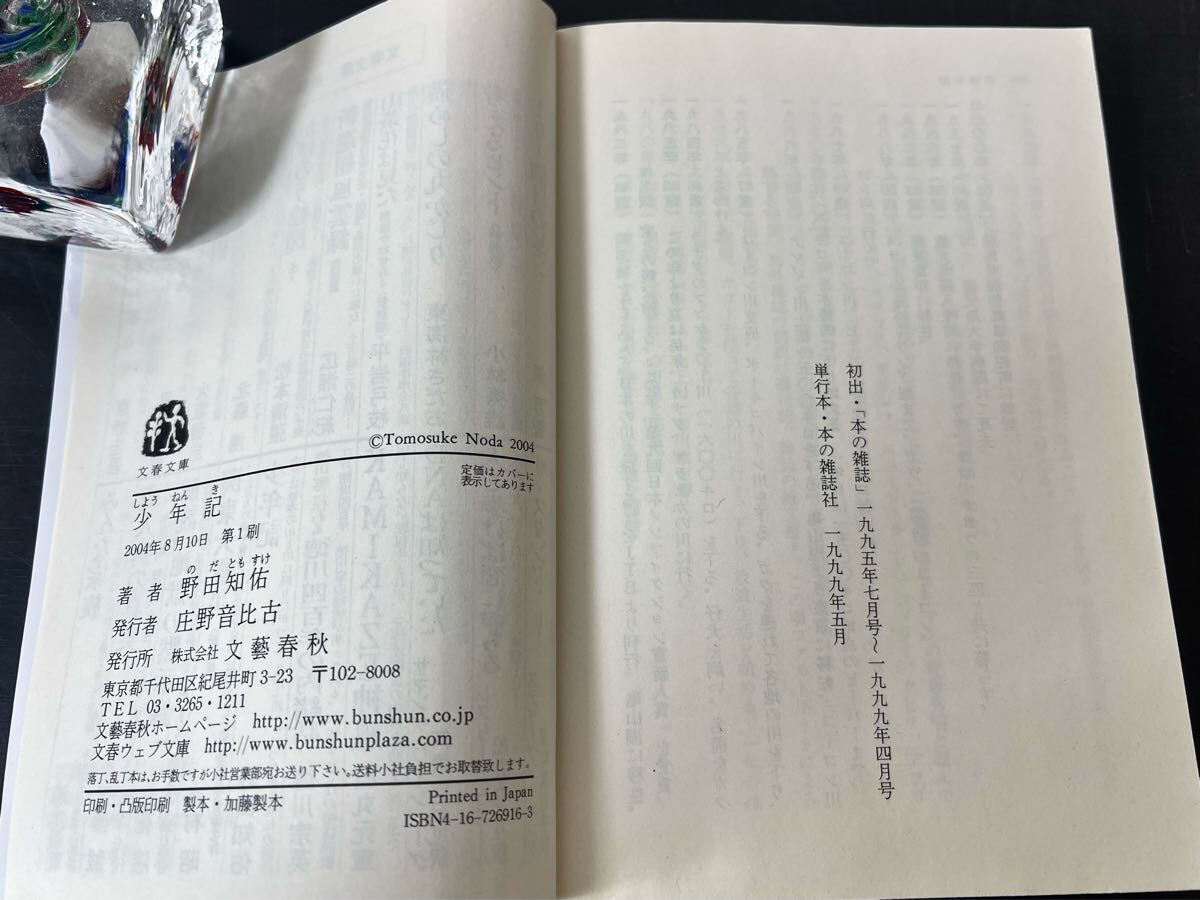 初出・「本の雑誌」一九九五年七月号〜一九九九年四月号
単行本・本の雑誌社　一九九九年五月
文春文庫
©Tomosuke Noda 2004
定価はカバーに
表示してあります
しょう ねん き
少年記
2004年8月10日 第1刷
の だ とも すけ
著者 野田知佑
発行者 庄野音比古
発行所 株式会社 文藝春秋
東京都千代田区紀尾井町3-23 〒102-8008
TEL 03・3265・1211
文藝春秋ホームページ http://www.bunshun.co.jp
文春ウェブ文庫 http://www.bunshunplaza.com
落丁、乱丁本は、お手数ですが小社営業部宛お送り下さい。送料小社負担でお取替致します。
印刷・凸版印刷 製本・加藤製本
Printed in Japan
ISBN4-16-726916-3